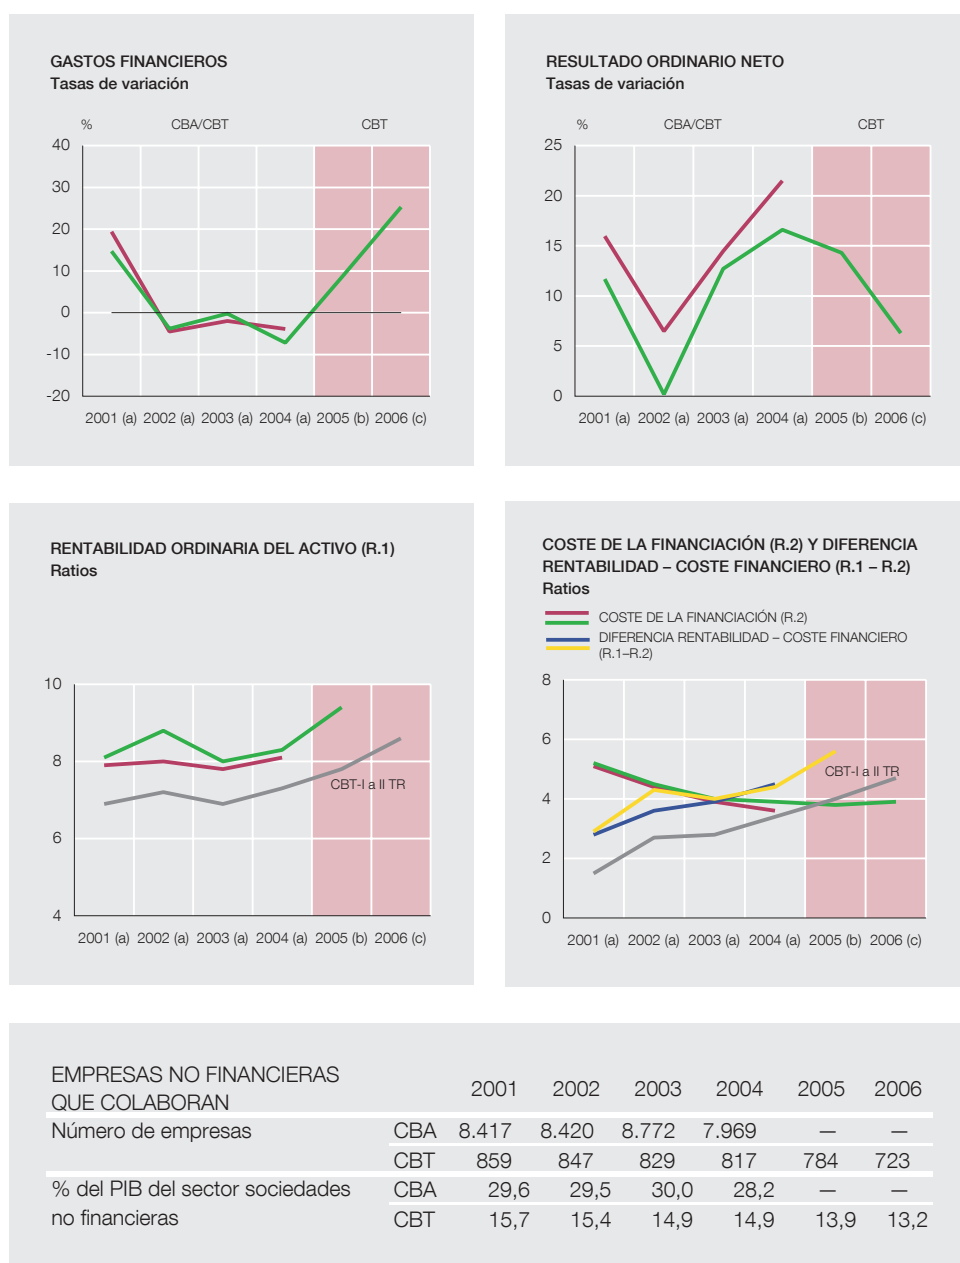 GASTOS FINANCIEROS
Tasas de variación
% CBA/CBT CBT
40
30
20
10
0
-10
-20
2001 (a) 2002 (a) 2003 (a) 2004 (a) 2005 (b) 2006 (c)
RESULTADO ORDINARIO NETO
Tasas de variación
% CBA/CBT CBT
25
20
15
10
5
0
2001 (a) 2002 (a) 2003 (a) 2004 (a) 2005 (b) 2006 (c)
RENTABILIDAD ORDINARIA DEL ACTIVO (R.1)
Ratios
10
8
6
4
CBT-I a II TR
2001 (a) 2002 (a) 2003 (a) 2004 (a) 2005 (b) 2006 (c)
COSTE DE LA FINANCIACIÓN (R.2) Y DIFERENCIA
RENTABILIDAD – COSTE FINANCIERO (R.1 – R.2)
Ratios
COSTE DE LA FINANCIACIÓN (R.2)
DIFERENCIA RENTABILIDAD – COSTE FINANCIERO
(R.1–R.2)
8
6
4
2
0
CBT-I a II TR
2001 (a) 2002 (a) 2003 (a) 2004 (a) 2005 (b) 2006 (c)
EMPRESAS NO FINANCIERAS
QUE COLABORAN 2001 2002 2003 2004 2005 2006
Número de empresas CBA 8.417 8.420 8.772 7.969 — —
CBT 859 847 829 817 784 723
% del PIB del sector sociedades CBA 29,6 29,5 30,0 28,2 — —
no financieras CBT 15,7 15,4 14,9 14,9 13,9 13,2